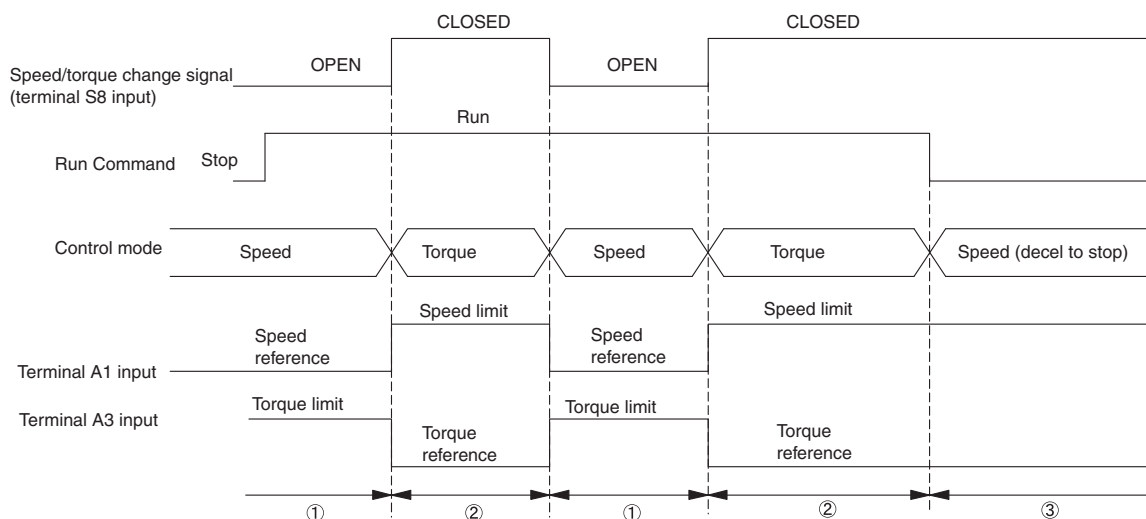 CLOSED CLOSED
OPEN OPEN
Speed/torque change signal
(terminal S8 input)
Run
Run Command Stop
Control mode Speed Torque Speed Torque Speed (decel to stop)
Speed limit Speed limit
Speed
reference
Speed
reference
Terminal A1 input
Torque limit Torque limit
Terminal A3 input
Torque
reference
Torque
reference
① ② ① ② ③